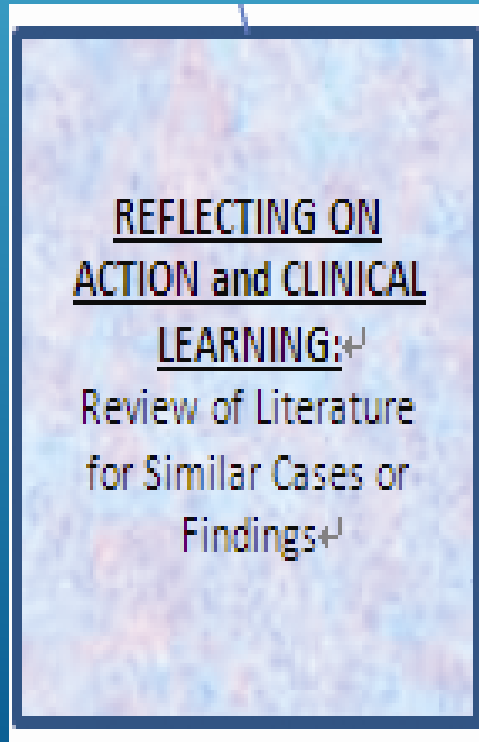 REFLECTING ON
ACTION and CLINICAL
LEARNING:↵
Review of Literature
for Similar Cases or
Findings↵